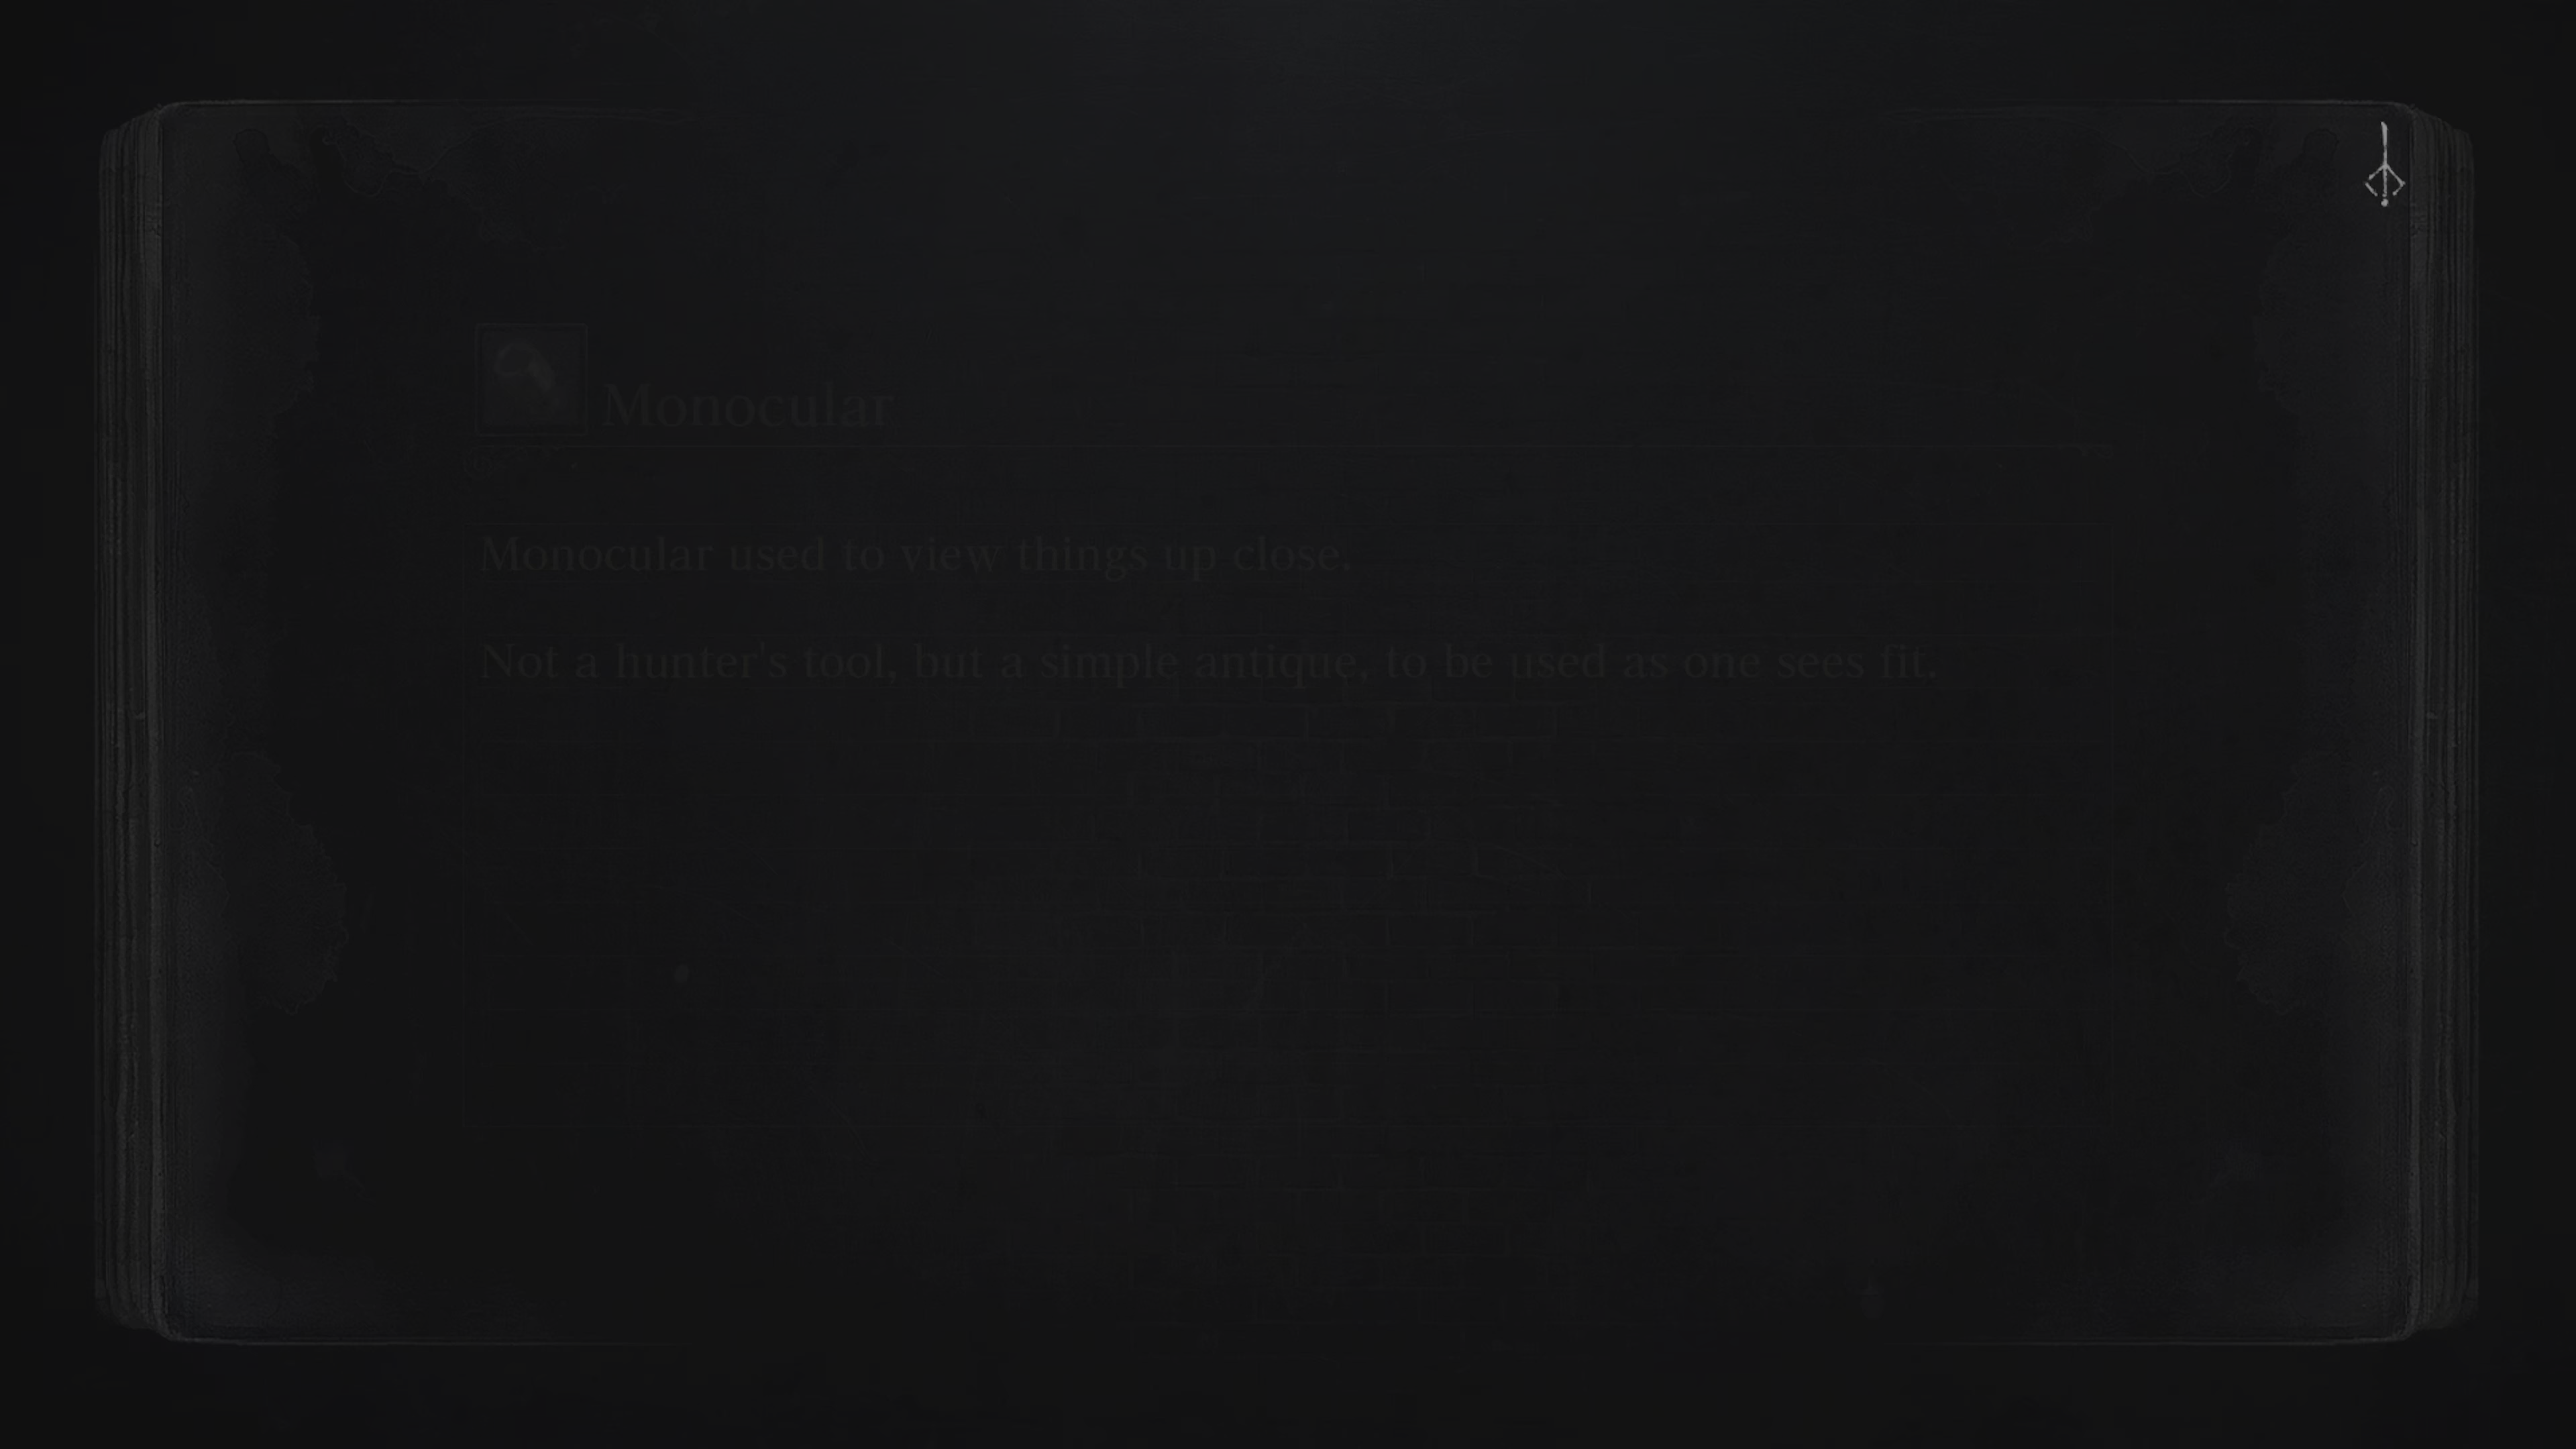 Monocular
Monocular used to view things up close.
Not a hunter's tool, but a simple antique, to be used as one sees fit.